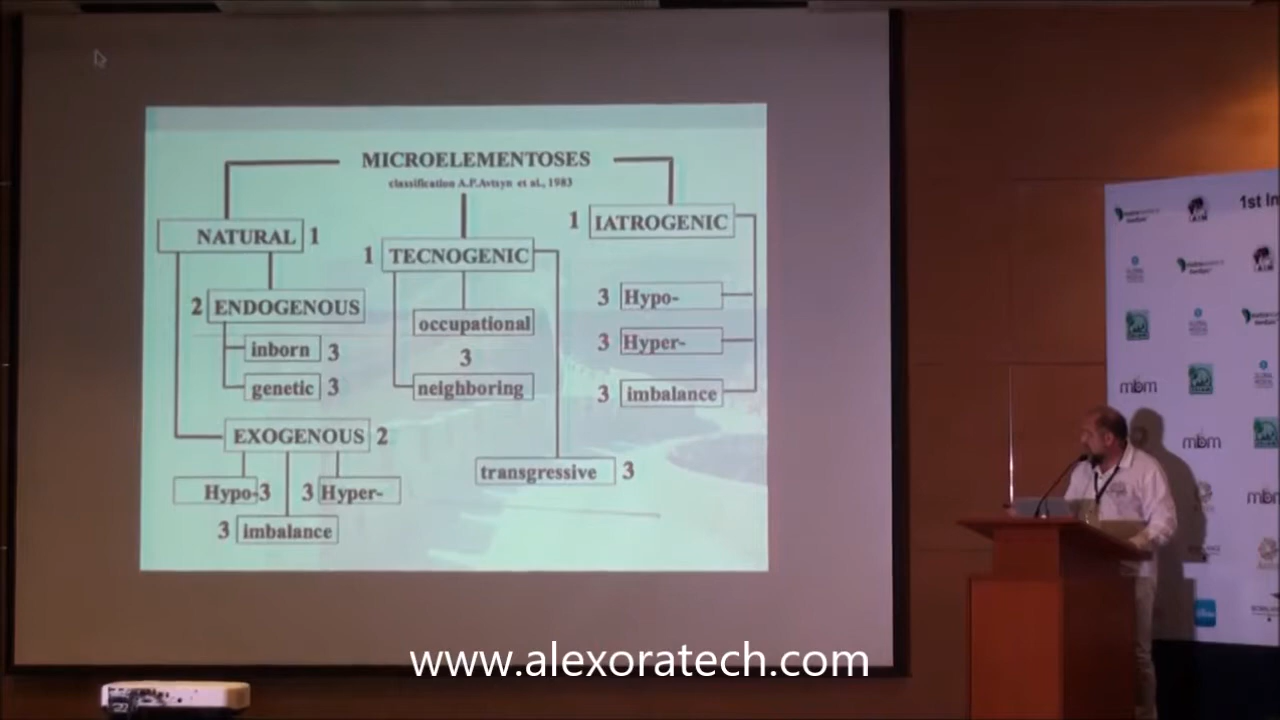 MICROELEMENTOSES
classification A.P.Avtsyn et al., 1983
NATURAL 1
1 TECNOGENIC
1 IATROGENIC
2 ENDOGENOUS
inborn 3
genetic 3
EXOGENOUS 2
Hypo-3
3 Hyper-
3 imbalance
occupational
3
neighboring
transgressive 3
3 Hypo-
3 Hyper-
3 imbalance
1st In
mbm
mbm
mbm
www.alexoratech.com